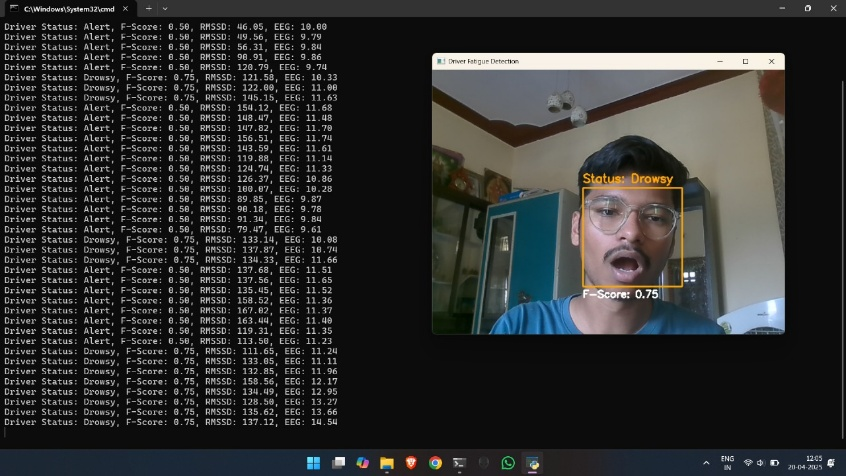 C:\Windows\System32\cmd
Driver Status: Alert, F-Score: 0.50, RMSSD: 46.05, EEG: 10.00
Driver Status: Alert, F-Score: 0.50, RMSSD: 49.56, EEG: 9.79
Driver Status: Alert, F-Score: 0.50, RMSSD: 56.31, EEG: 9.84
Driver Status: Alert, F-Score: 0.50, RMSSD: 90.91, EEG: 9.86
Driver Status: Alert, F-Score: 0.50, RMSSD: 120.79, EEG: 9.74
Driver Status: Drowsy, F-Score: 0.75, RMSSD: 121.58, EEG: 10.33
Driver Status: Drowsy, F-Score: 0.75, RMSSD: 122.00, EEG: 11.00
Driver Status: Drowsy, F-Score: 0.75, RMSSD: 145.15, EEG: 11.63
Driver Status: Alert, F-Score: 0.50, RMSSD: 154.12, EEG: 11.68
Driver Status: Alert, F-Score: 0.50, RMSSD: 148.47, EEG: 11.48
Driver Status: Alert, F-Score: 0.50, RMSSD: 147.82, EEG: 11.70
Driver Status: Alert, F-Score: 0.50, RMSSD: 156.51, EEG: 11.74
Driver Status: Alert, F-Score: 0.50, RMSSD: 143.59, EEG: 11.61
Driver Status: Alert, F-Score: 0.50, RMSSD: 119.88, EEG: 11.14
Driver Status: Alert, F-Score: 0.50, RMSSD: 124.74, EEG: 11.33
Driver Status: Alert, F-Score: 0.50, RMSSD: 126.37, EEG: 10.86
Driver Status: Alert, F-Score: 0.50, RMSSD: 100.07, EEG: 10.28
Driver Status: Alert, F-Score: 0.50, RMSSD: 89.85, EEG: 9.87
Driver Status: Alert, F-Score: 0.50, RMSSD: 90.18, EEG: 9.78
Driver Status: Alert, F-Score: 0.50, RMSSD: 91.34, EEG: 9.84
Driver Status: Alert, F-Score: 0.50, RMSSD: 79.47, EEG: 9.61
Driver Status: Drowsy, F-Score: 0.75, RMSSD: 133.14, EEG: 10.08
Driver Status: Drowsy, F-Score: 0.75, RMSSD: 137.87, EEG: 10.74
Driver Status: Drowsy, F-Score: 0.75, RMSSD: 134.33, EEG: 11.66
Driver Status: Alert, F-Score: 0.50, RMSSD: 137.68, EEG: 11.51
Driver Status: Alert, F-Score: 0.50, RMSSD: 137.56, EEG: 11.65
Driver Status: Alert, F-Score: 0.50, RMSSD: 135.45, EEG: 11.52
Driver Status: Alert, F-Score: 0.50, RMSSD: 158.52, EEG: 11.36
Driver Status: Alert, F-Score: 0.50, RMSSD: 167.02, EEG: 11.37
Driver Status: Alert, F-Score: 0.50, RMSSD: 163.44, EEG: 11.40
Driver Status: Alert, F-Score: 0.50, RMSSD: 119.31, EEG: 11.35
Driver Status: Alert, F-Score: 0.50, RMSSD: 113.50, EEG: 11.23
Driver Status: Drowsy, F-Score: 0.75, RMSSD: 111.65, EEG: 11.24
Driver Status: Drowsy, F-Score: 0.75, RMSSD: 133.05, EEG: 11.11
Driver Status: Drowsy, F-Score: 0.75, RMSSD: 132.85, EEG: 11.96
Driver Status: Drowsy, F-Score: 0.75, RMSSD: 158.56, EEG: 12.17
Driver Status: Drowsy, F-Score: 0.75, RMSSD: 134.49, EEG: 12.95
Driver Status: Drowsy, F-Score: 0.75, RMSSD: 128.50, EEG: 13.27
Driver Status: Drowsy, F-Score: 0.75, RMSSD: 135.62, EEG: 13.66
Driver Status: Drowsy, F-Score: 0.75, RMSSD: 137.12, EEG: 14.54
Driver Fatigue Detection
Status: Drowsy
F-Score: 0.75
ENG
IN
12:05
20-04-2025